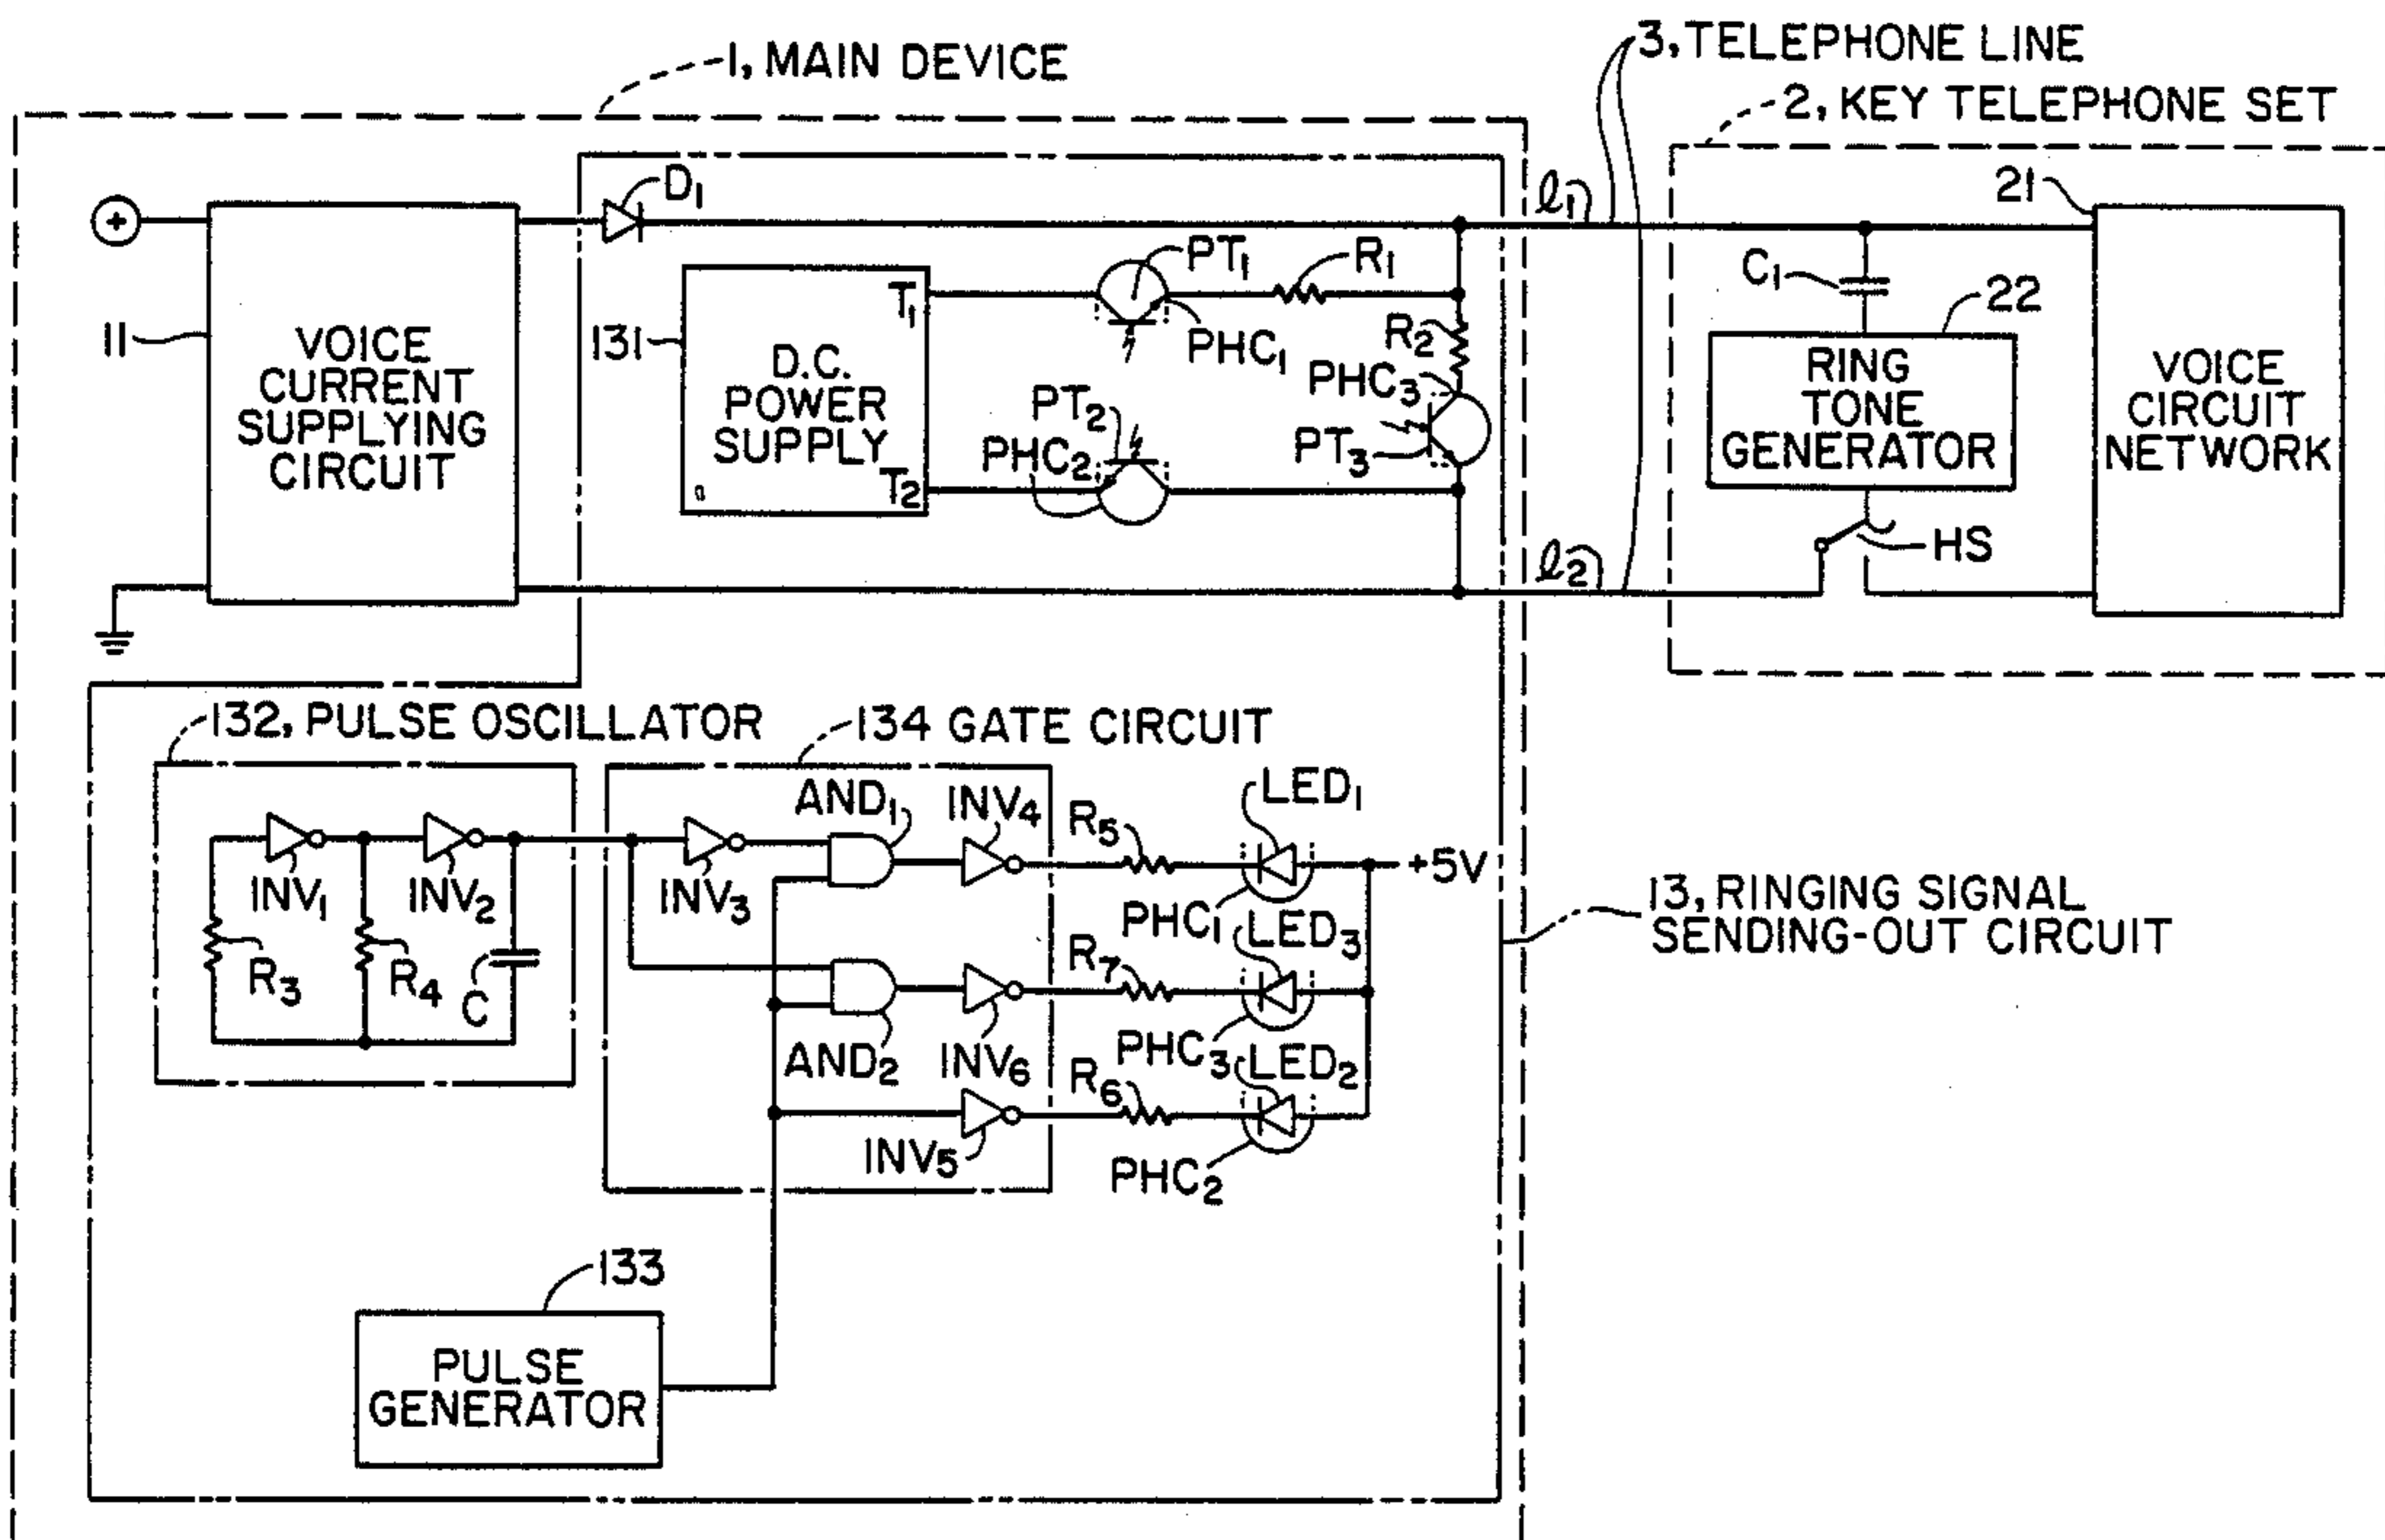 1, MAIN DEVICE
3, TELEPHONE LINE
2, KEY TELEPHONE SET
+
11
VOICE
CURRENT
SUPPLYING
CIRCUIT
D1
131
D.C.
POWER
SUPPLY
T1
T2
PT1
PHC1
R1
PT2
PHC2
R2
PHC3
PT3
l1
l2
C1
22
RING
TONE
GENERATOR
HS
21
VOICE
CIRCUIT
NETWORK
132, PULSE OSCILLATOR
INV1
INV2
R3
R4
C
134 GATE CIRCUIT
AND1
INV4
INV3
AND2
INV6
INV5
R5
LED1
PHC1
+5V
R7
LED3
PHC3
R6
LED2
PHC2
13, RINGING SIGNAL
SENDING-OUT CIRCUIT
133
PULSE
GENERATOR